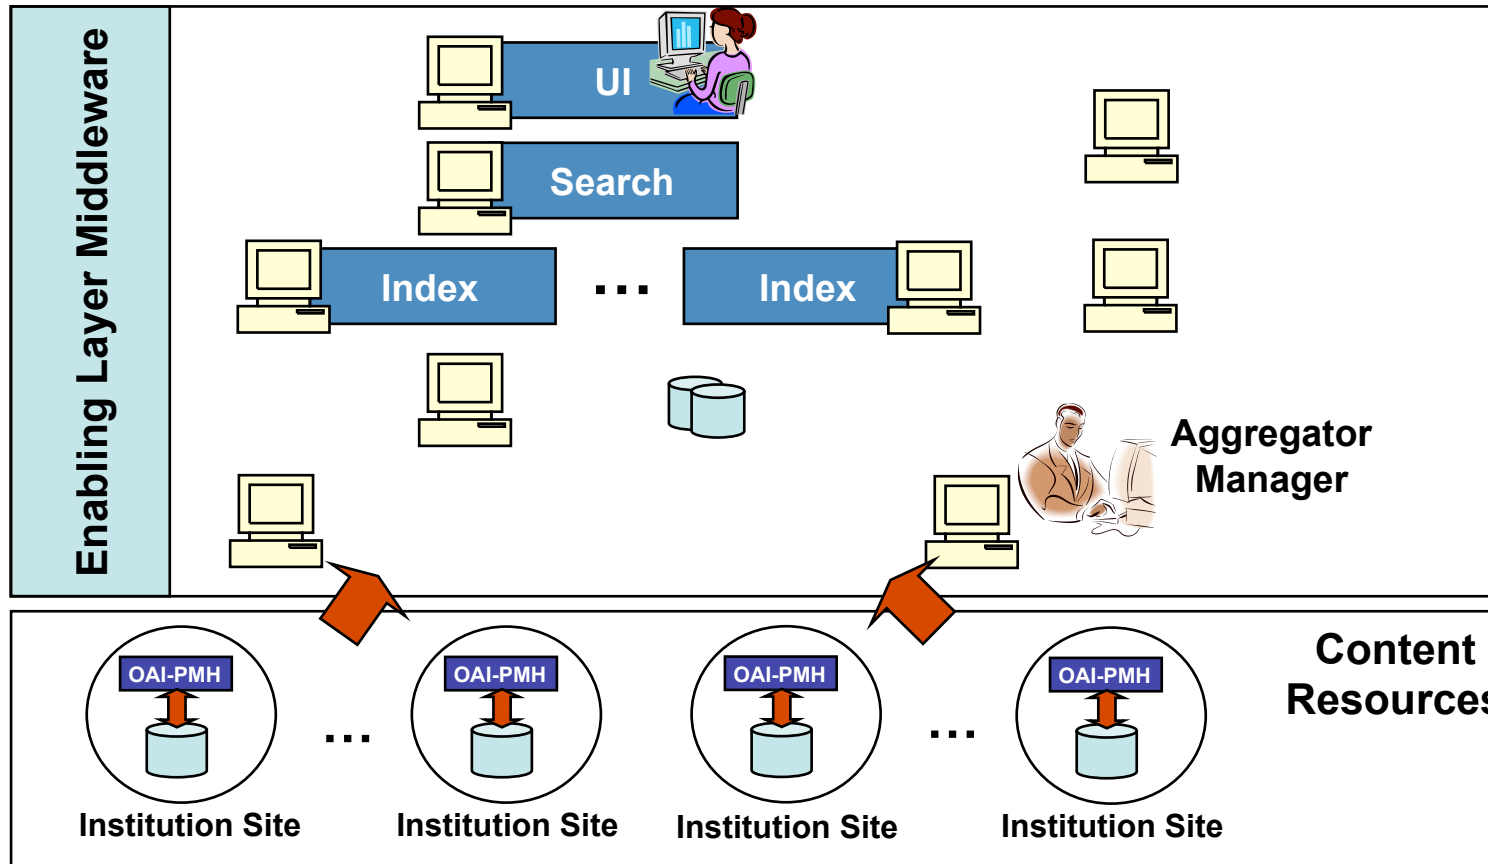 Enabling Layer Middleware
UI
Search
Index
...
Index
Aggregator
Manager
Content
Resources
OAI-PMH
OAI-PMH
OAI-PMH
OAI-PMH
...
...
Institution Site
Institution Site
Institution Site
Institution Site